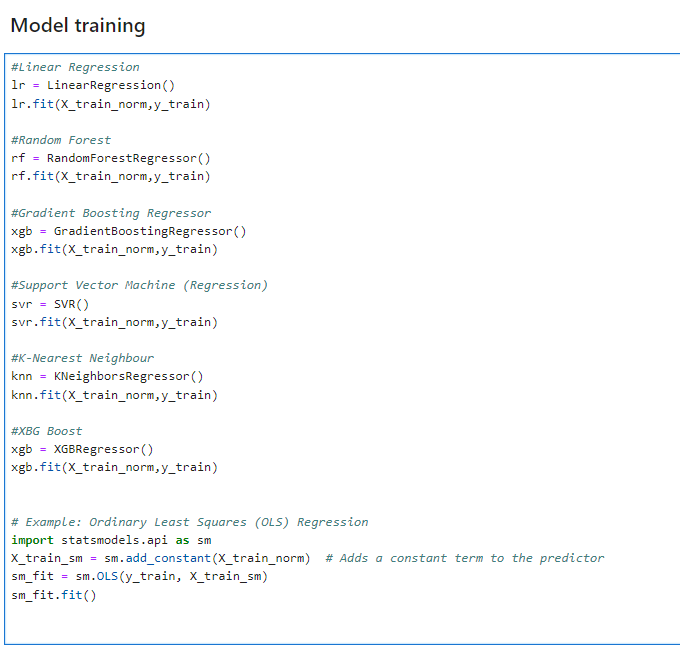 Model training
#Linear Regression
lr = LinearRegression()
lr.fit(X_train_norm,y_train)
#Random Forest
rf = RandomForestRegressor()
rf.fit(X_train_norm,y_train)
#Gradient Boosting Regressor
xgb = GradientBoostingRegressor()
xgb.fit(X_train_norm,y_train)
#Support Vector Machine (Regression)
svr = SVR()
svr.fit(X_train_norm,y_train)
#K-Nearest Neighbour
knn = KNeighborsRegressor()
knn.fit(X_train_norm,y_train)
#XBG Boost
xgb = XGBRegressor()
xgb.fit(X_train_norm,y_train)
# Example: Ordinary Least Squares (OLS) Regression
import statsmodels.api as sm
X_train_sm = sm.add_constant(X_train_norm)  # Adds a constant term to the predictor
sm_fit = sm.OLS(y_train, X_train_sm)
sm_fit.fit()